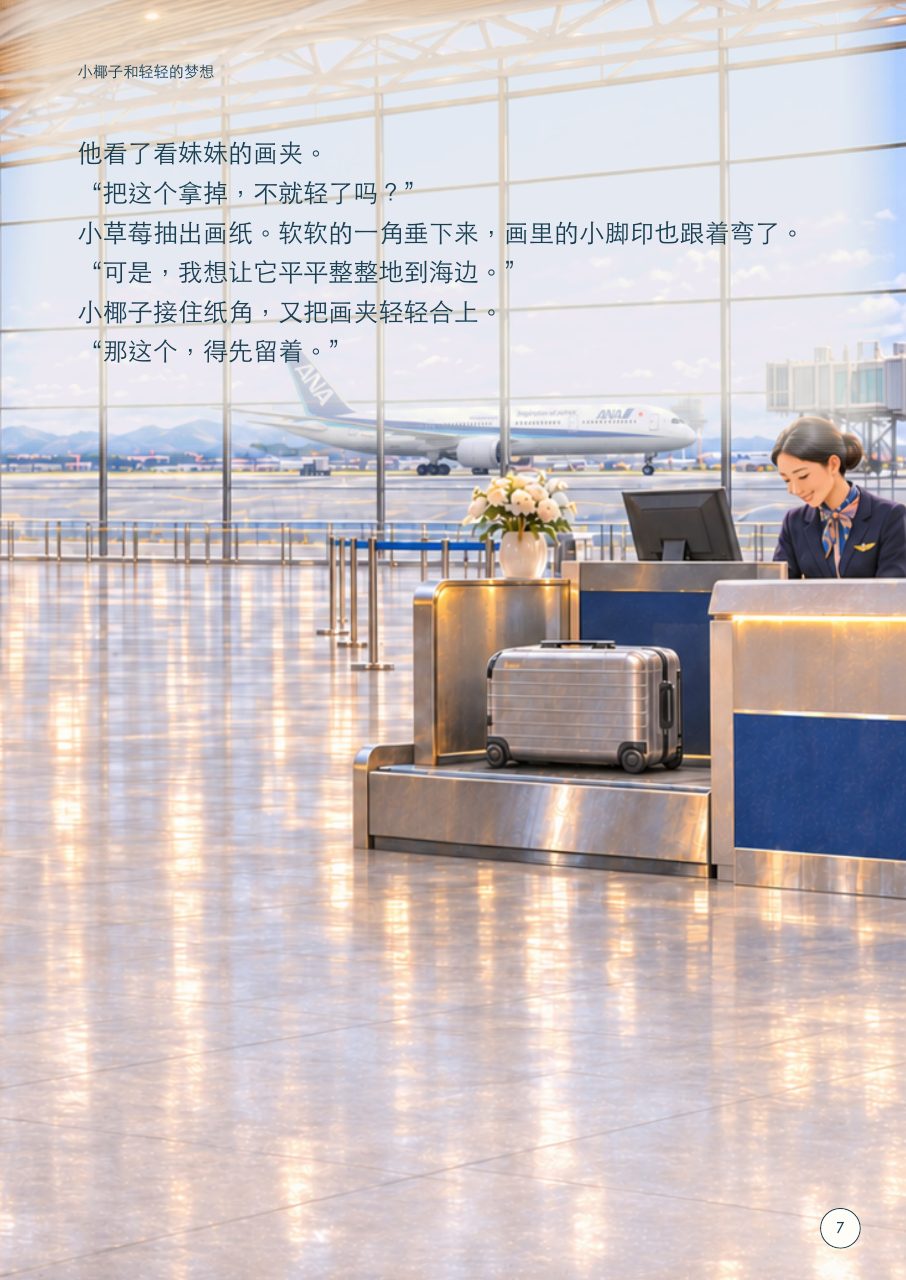 小椰子和轻轻的梦想
他看了看妹妹的画夹。
“把这个拿掉，不就轻了吗？”
小草莓抽出画纸。软软的一角垂下来，画里的小脚印也跟着弯了。
“可是，我想让它平平整整地到海边。”
小椰子接住纸角，又把画夹轻轻合上。
“那这个，得先留着。”
ANA
ANA
7